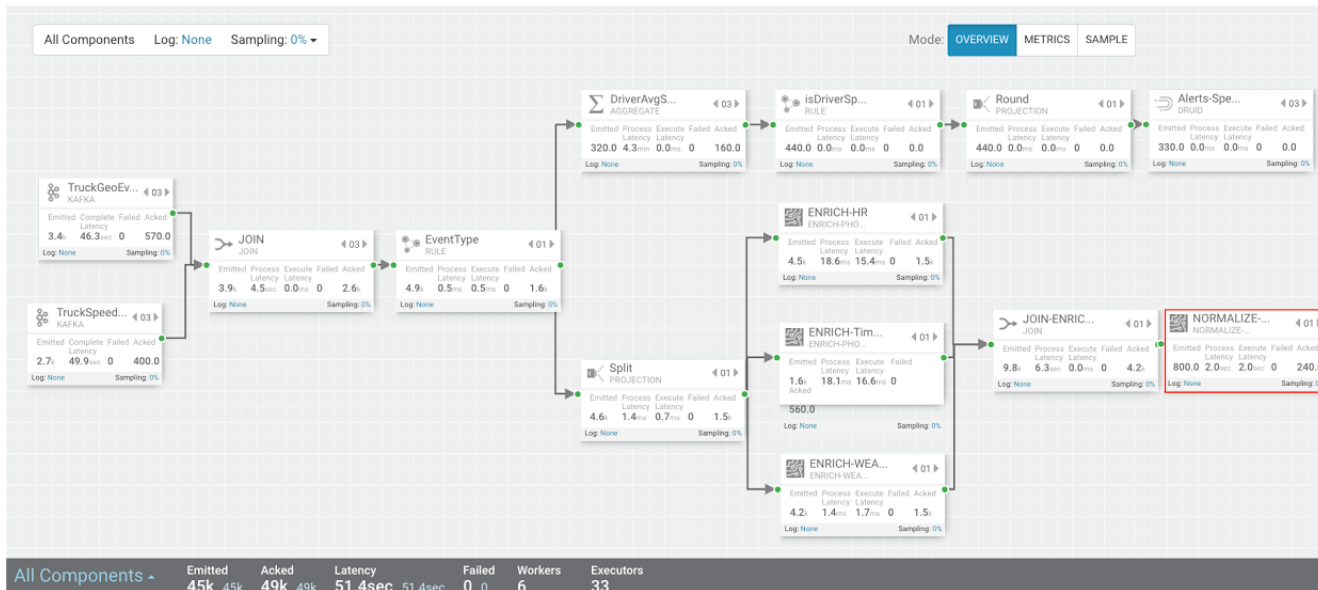 All Components Log: None Sampling: 0%
Mode: OVERVIEW METRICS SAMPLE
DriverAvgS... 03
AGGREGATE
Emitted Process Latency Execute Latency Failed Acked
320.0 4.3min 0.0ms 0 160.0
Log: None Sampling: 0%
isDriverSp... 01
RULE
Emitted Process Latency Execute Latency Failed Acked
440.0 0.0ms 0.0ms 0 0.0
Log: None Sampling: 0%
Round 01
PROJECTION
Emitted Process Latency Execute Latency Failed Acked
440.0 0.0ms 0.0ms 0 0.0
Log: None Sampling: 0%
Alerts-Spe... 03
DRUID
Emitted Process Latency Execute Latency Failed Acked
330.0 0.0ms 0.0ms 0 0.0
Log: None Sampling: 0%
TruckGeoEv... 03
KAFKA
Emitted Complete Latency Failed Acked
3.4k 46.3sec 0 570.0
Log: None Sampling: 0%
TruckSpeed... 03
KAFKA
Emitted Complete Latency Failed Acked
2.7k 49.9sec 0 400.0
Log: None Sampling: 0%
JOIN 03
JOIN
Emitted Process Latency Execute Latency Failed Acked
3.9k 4.5sec 0.0ms 0 2.6k
Log: None Sampling: 0%
EventType 01
RULE
Emitted Process Latency Execute Latency Failed Acked
4.9k 0.5ms 0.5ms 0 1.6k
Log: None Sampling: 0%
Split 01
PROJECTION
Emitted Process Latency Execute Latency Failed Acked
4.6k 1.4ms 0.7ms 0 1.5k
Log: None Sampling: 0%
ENRICH-HR 01
ENRICH-PHO...
Emitted Process Latency Execute Latency Failed Acked
4.5k 18.6ms 15.4ms 0 1.5k
Log: None Sampling: 0%
ENRICH-Tim... 01
ENRICH-PHO...
Emitted Process Latency Execute Latency Failed
1.6k 18.1ms 16.6ms 0
Acked
560.0
Log: None Sampling: 0%
ENRICH-WEA... 01
ENRICH-WEA...
Emitted Process Latency Execute Latency Failed Acked
4.2k 1.4ms 1.7ms 0 1.5k
Log: None Sampling: 0%
JOIN-ENRIC... 01
JOIN
Emitted Process Latency Execute Latency Failed Acked
9.8k 6.3sec 0.0ms 0 4.2k
Log: None Sampling: 0%
NORMALIZE-... 01
NORMALIZE-...
Emitted Process Latency Execute Latency Failed Acked
800.0 2.0sec 2.0sec 0 240.0
Log: None Sampling: 0%
All Components
Emitted Acked Latency Failed Workers Executors
45k 45k 49k 49k 51.4sec 51.4sec 0 0 6 33